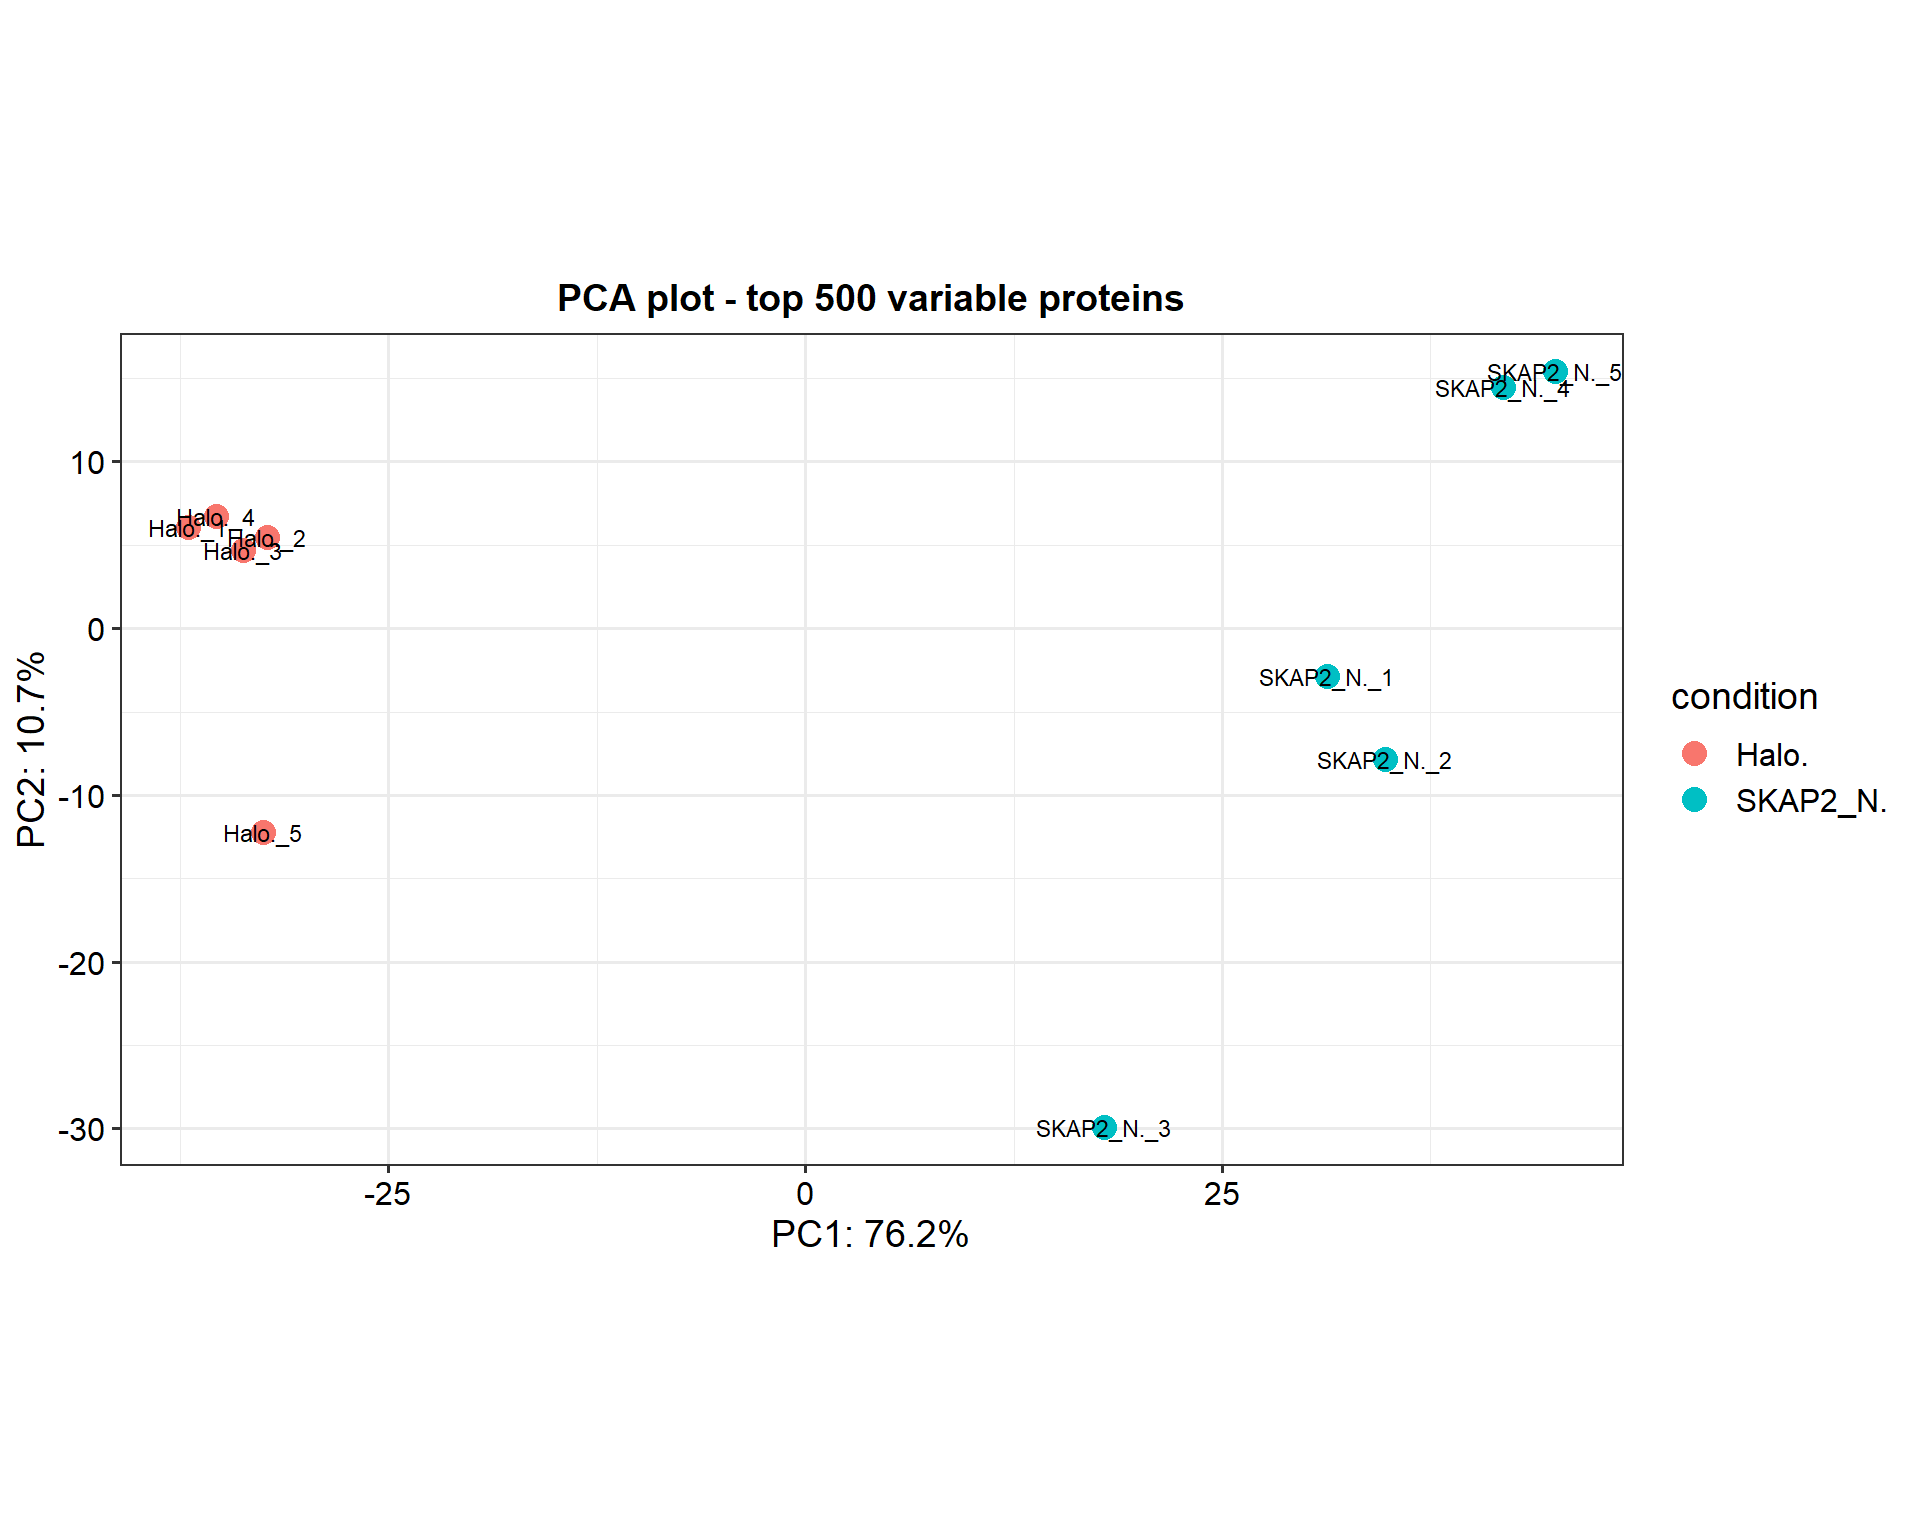 PCA plot - top 500 variable proteins
SKAP2_N._5
SKAP2_N._4
10
Halo._4
Halo._1
Halo._2
Halo._3
0
SKAP2_N._1
condition
SKAP2_N._2
Halo.
-10
SKAP2_N.
Halo._5
PC2: 10.7%
-20
-30
SKAP2_N._3
-25
0
25
PC1: 76.2%